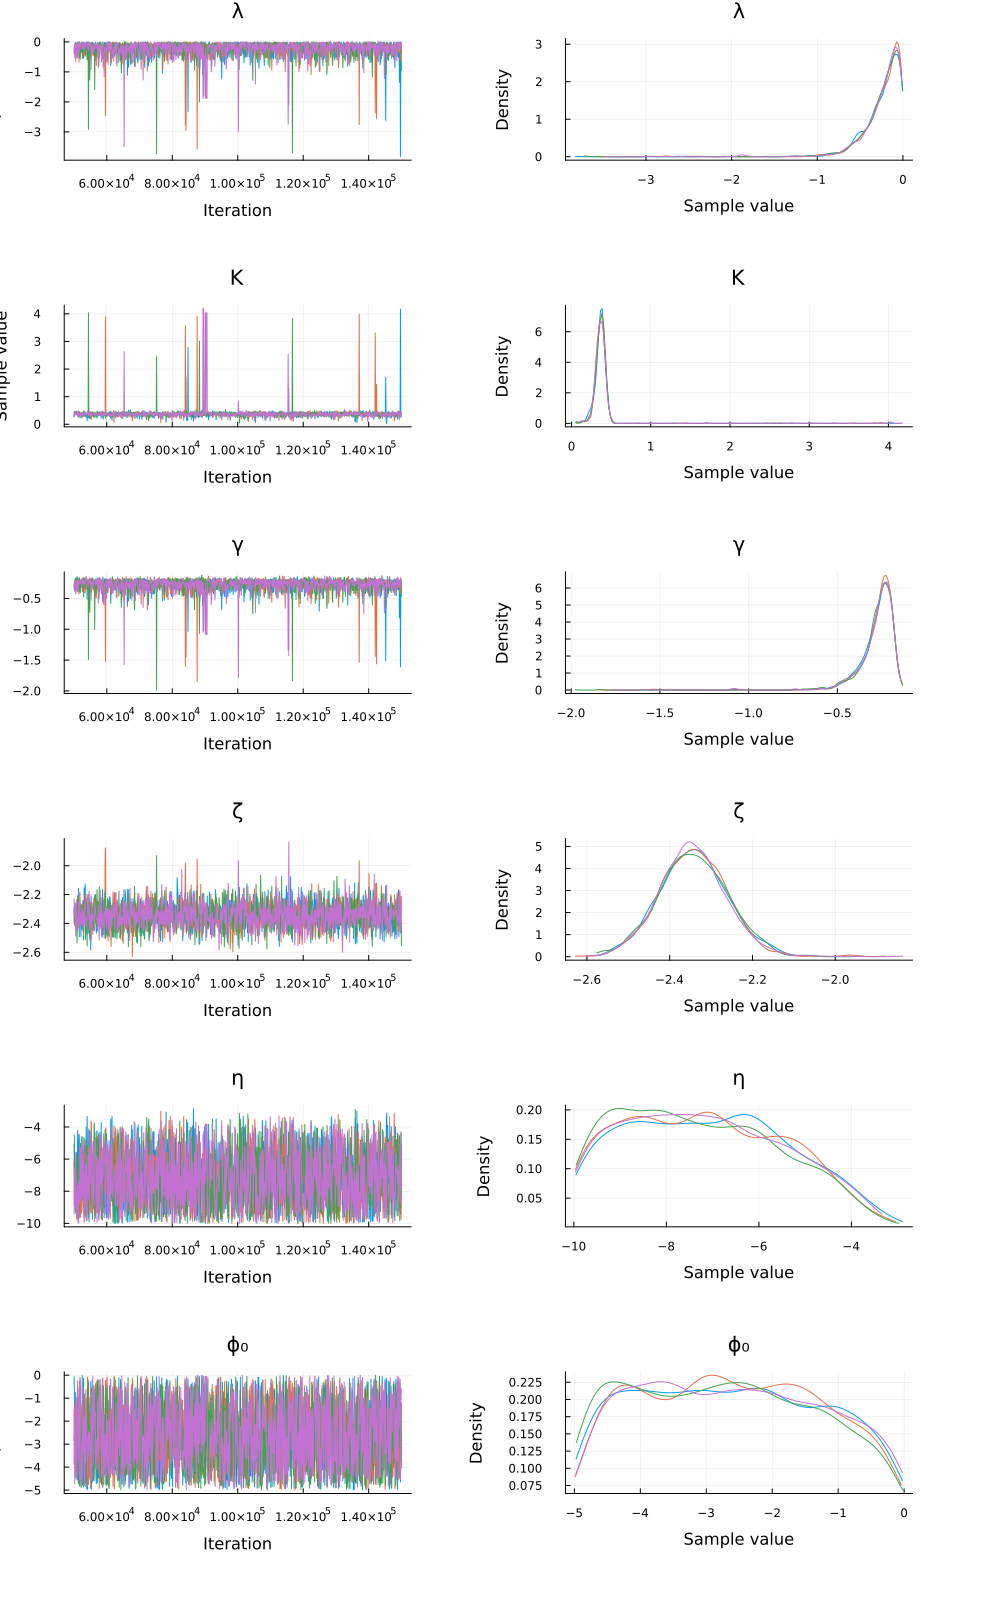 λ
λ
0
−1
−2
−3
6.00×10⁴ 8.00×10⁴ 1.00×10⁵ 1.20×10⁵ 1.40×10⁵
Iteration
Density
3
2
1
0
−3 −2 −1 0
Sample value
K
K
Sample value
4
3
2
1
0
6.00×10⁴ 8.00×10⁴ 1.00×10⁵ 1.20×10⁵ 1.40×10⁵
Iteration
Density
6
4
2
0
0 1 2 3 4
Sample value
γ
γ
−0.5
−1.0
−1.5
−2.0
6.00×10⁴ 8.00×10⁴ 1.00×10⁵ 1.20×10⁵ 1.40×10⁵
Iteration
Density
6
5
4
3
2
1
0
−2.0 −1.5 −1.0 −0.5
Sample value
ζ
ζ
−2.0
−2.2
−2.4
−2.6
6.00×10⁴ 8.00×10⁴ 1.00×10⁵ 1.20×10⁵ 1.40×10⁵
Iteration
Density
5
4
3
2
1
0
−2.6 −2.4 −2.2 −2.0
Sample value
η
η
−4
−6
−8
−10
6.00×10⁴ 8.00×10⁴ 1.00×10⁵ 1.20×10⁵ 1.40×10⁵
Iteration
Density
0.20
0.15
0.10
0.05
−10 −8 −6 −4
Sample value
ϕ₀
ϕ₀
0
−1
−2
−3
−4
−5
6.00×10⁴ 8.00×10⁴ 1.00×10⁵ 1.20×10⁵ 1.40×10⁵
Iteration
Density
0.225
0.200
0.175
0.150
0.125
0.100
0.075
−5 −4 −3 −2 −1 0
Sample value